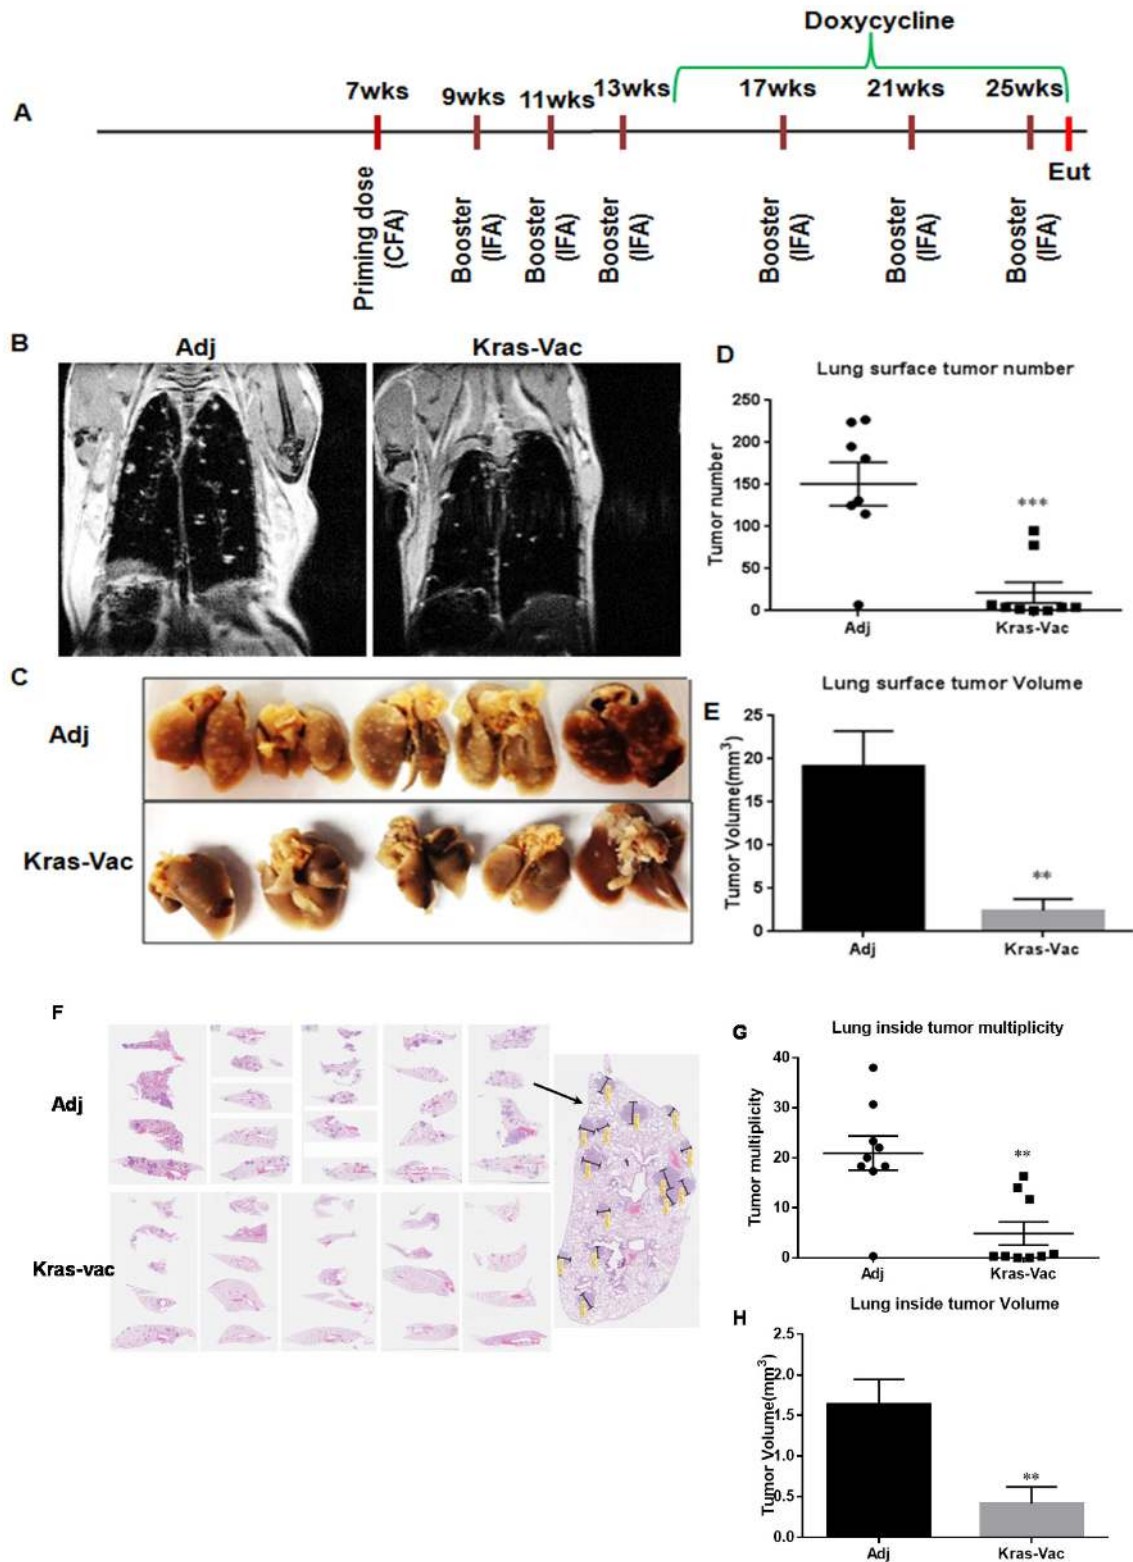 Doxycycline
A
7wks
9wks
11wks
13wks
17wks
21wks
25wks
Eut
Priming dose
(CFA)
Booster
(IFA)
Booster
(IFA)
Booster
(IFA)
Booster
(IFA)
Booster
(IFA)
Booster
(IFA)
B
Adj
Kras-Vac
D
Lung surface tumor number
Tumor number
250
200
150
100
50
0
***
Adj
Kras-Vac
C
Adj
Kras-Vac
E
Lung surface tumor Volume
Tumor Volume(mm³)
25
20
15
10
5
0
**
Adj
Kras-Vac
F
Adj
Kras-vac
G
Lung inside tumor multiplicity
Tumor multiplicity
40
30
20
10
0
**
Adj
Kras-Vac
H
Lung inside tumor Volume
Tumor Volume(mm³)
2.5
2.0
1.5
1.0
0.5
0.0
**
Adj
Kras-Vac